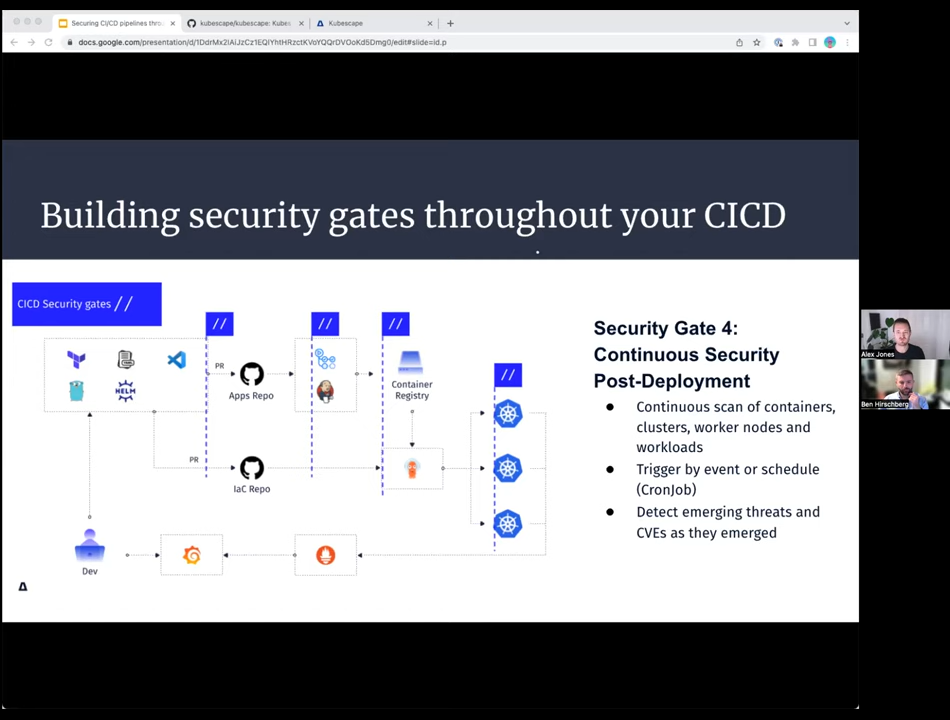 Securing CI/CD pipelines thro
kubescape/kubescape: Kubes
Kubescape
docs.google.com/presentation/d/1DdrMx2IAiJzCz1EQIYhtHRzctKVoYQQrDVOoKd5Dmg0/edit#slide=id.p
Building security gates throughout your CICD
CICD Security gates //
//
//
//
//
PR
Apps Repo
HELM
Container
Registry
PR
IaC Repo
Dev
Security Gate 4:
Continuous Security
Post-Deployment
● Continuous scan of containers,
clusters, worker nodes and
workloads
● Trigger by event or schedule
(CronJob)
● Detect emerging threats and
CVEs as they emerged
Alex Jones
Ben Hirschberg